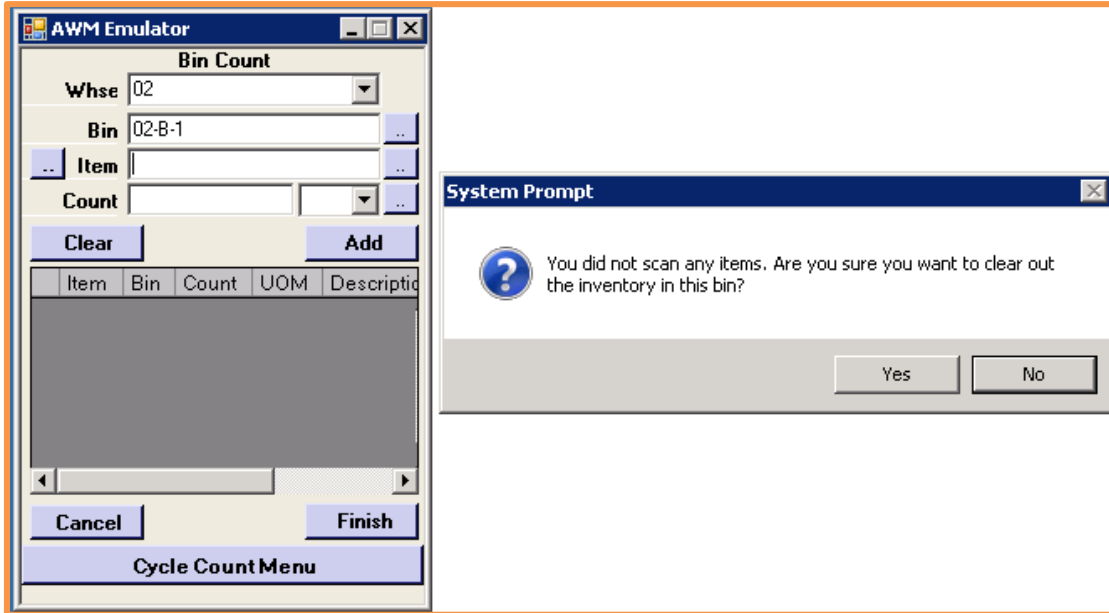 AWM Emulator
Bin Count
Whse 02
Bin 02-B-1 ..
.. Item ..
Count ..
Clear Add
Item Bin Count UOM Descriptic
Cancel Finish
Cycle Count Menu
System Prompt
You did not scan any items. Are you sure you want to clear out
the inventory in this bin?
Yes No